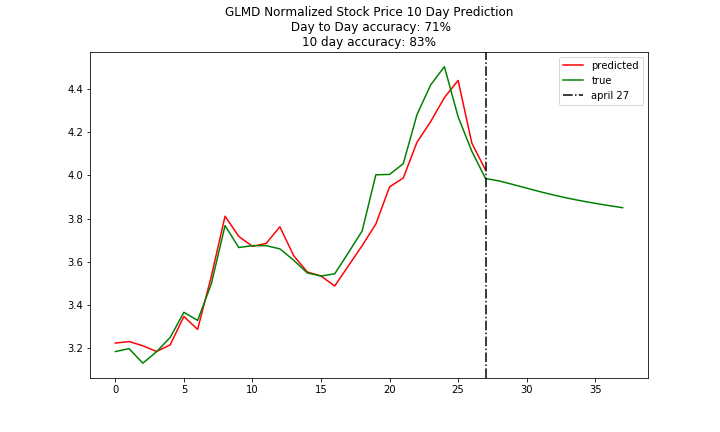 GLMD Normalized Stock Price 10 Day Prediction
Day to Day accuracy: 71%
10 day accuracy: 83%
predicted
true
april 27
4.4
4.2
4.0
3.8
3.6
3.4
3.2
0 5 10 15 20 25 30 35